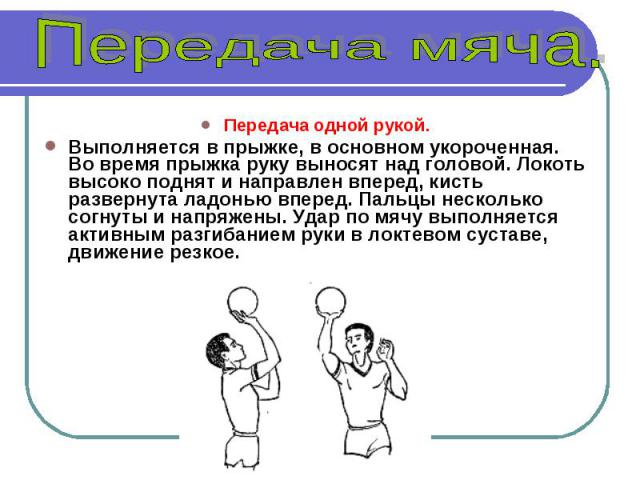 Передача мяча.
Передача одной рукой.
Выполняется в прыжке, в основном укороченная.
Во время прыжка руку выносят над головой. Локоть
высоко поднят и направлен вперед, кисть
развернута ладонью вперед. Пальцы несколько
согнуты и напряжены. Удар по мячу выполняется
активным разгибанием руки в локтевом суставе,
движение резкое.